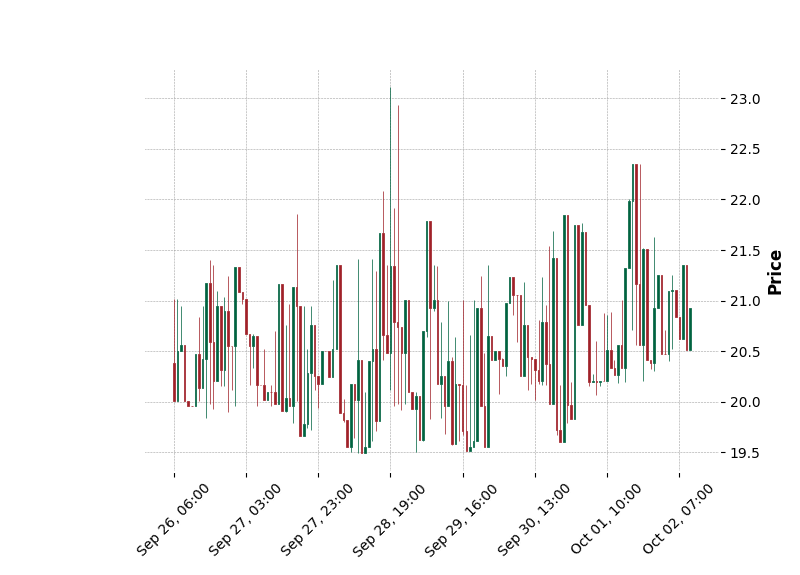 23.0
22.5
22.0
21.5
21.0
20.5
20.0
19.5
Price
Sep 26, 06:00
Sep 27, 03:00
Sep 27, 23:00
Sep 28, 19:00
Sep 29, 16:00
Sep 30, 13:00
Oct 01, 10:00
Oct 02, 07:00